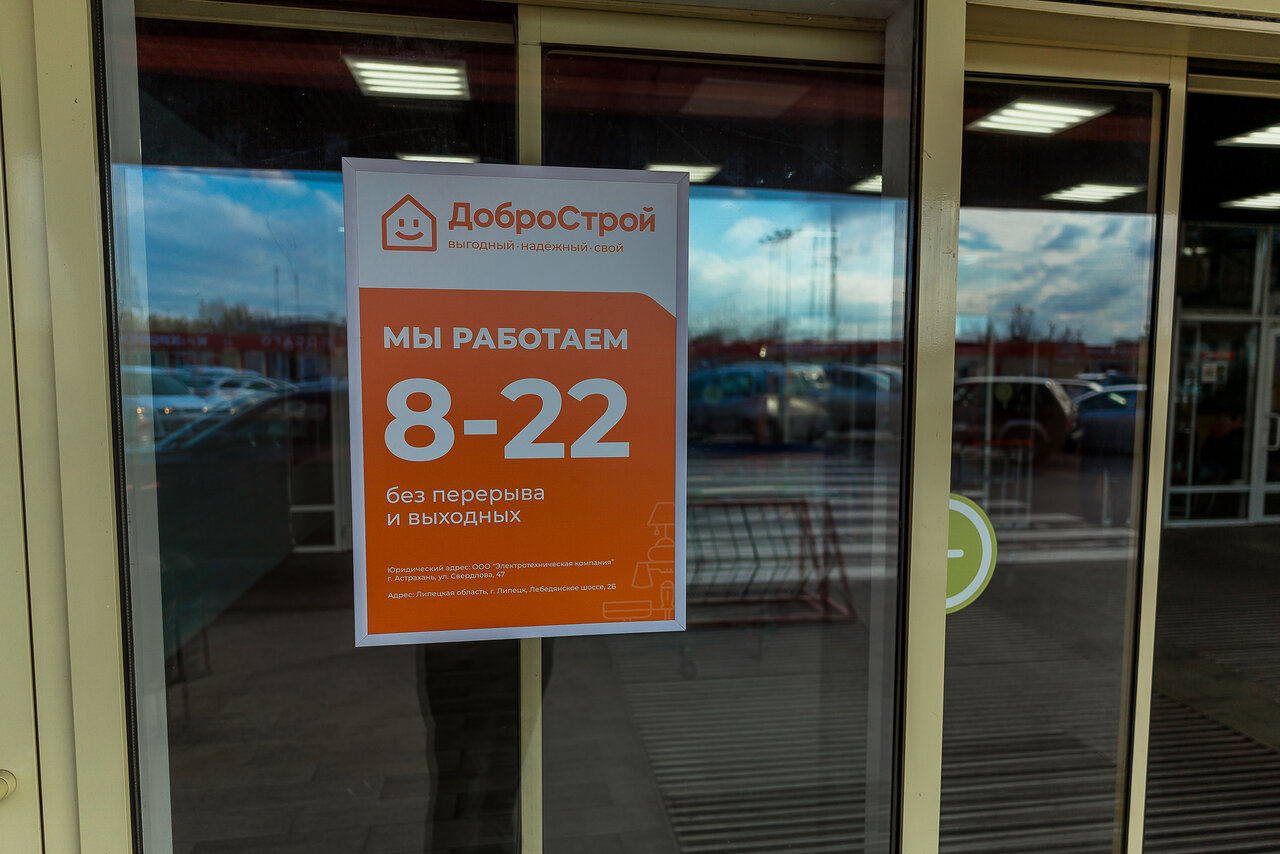 ДоброСтрой
выгодный·надёжный·свой
МЫ РАБОТАЕМ
8-22
без перерыва
и выходных
Юридический адрес: ООО "Электротехническая компания"
г. Астрахань, ул. Свердлова, 47
Адрес: Липецкая область, г. Липецк, Лебедянское шоссе, 2Б